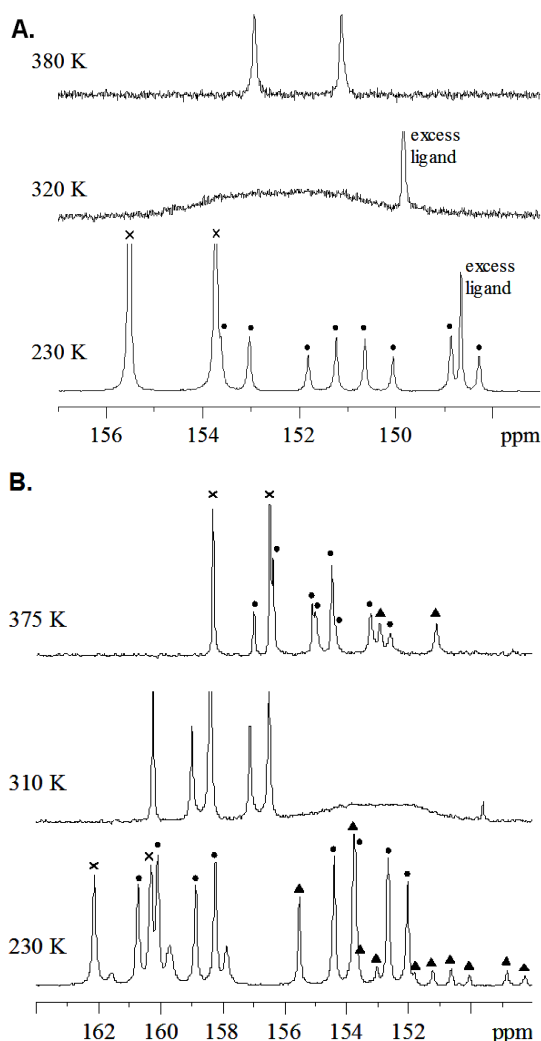 A.
380 K
320 K
excess
ligand
230 K
excess
ligand
156 154 152 150 ppm
B.
375 K
310 K
230 K
162 160 158 156 154 152 ppm